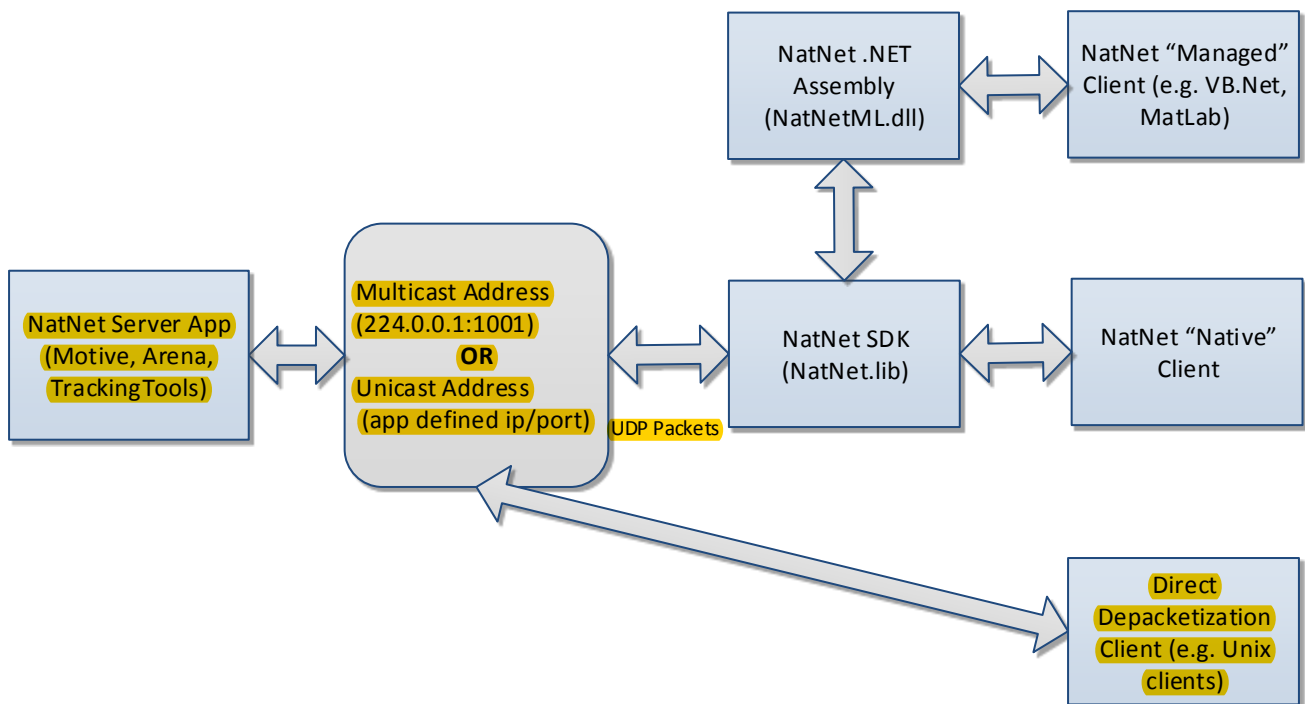 NatNet .NET
Assembly
(NatNetML.dll)
NatNet “Managed”
Client (e.g. VB.Net,
MatLab)
NatNet Server App
(Motive, Arena,
TrackingTools)
Multicast Address
(224.0.0.1:1001)
OR
Unicast Address
(app defined ip/port)
UDP Packets
NatNet SDK
(NatNet.lib)
NatNet “Native”
Client
Direct
Depacketization
Client (e.g. Unix
clients)